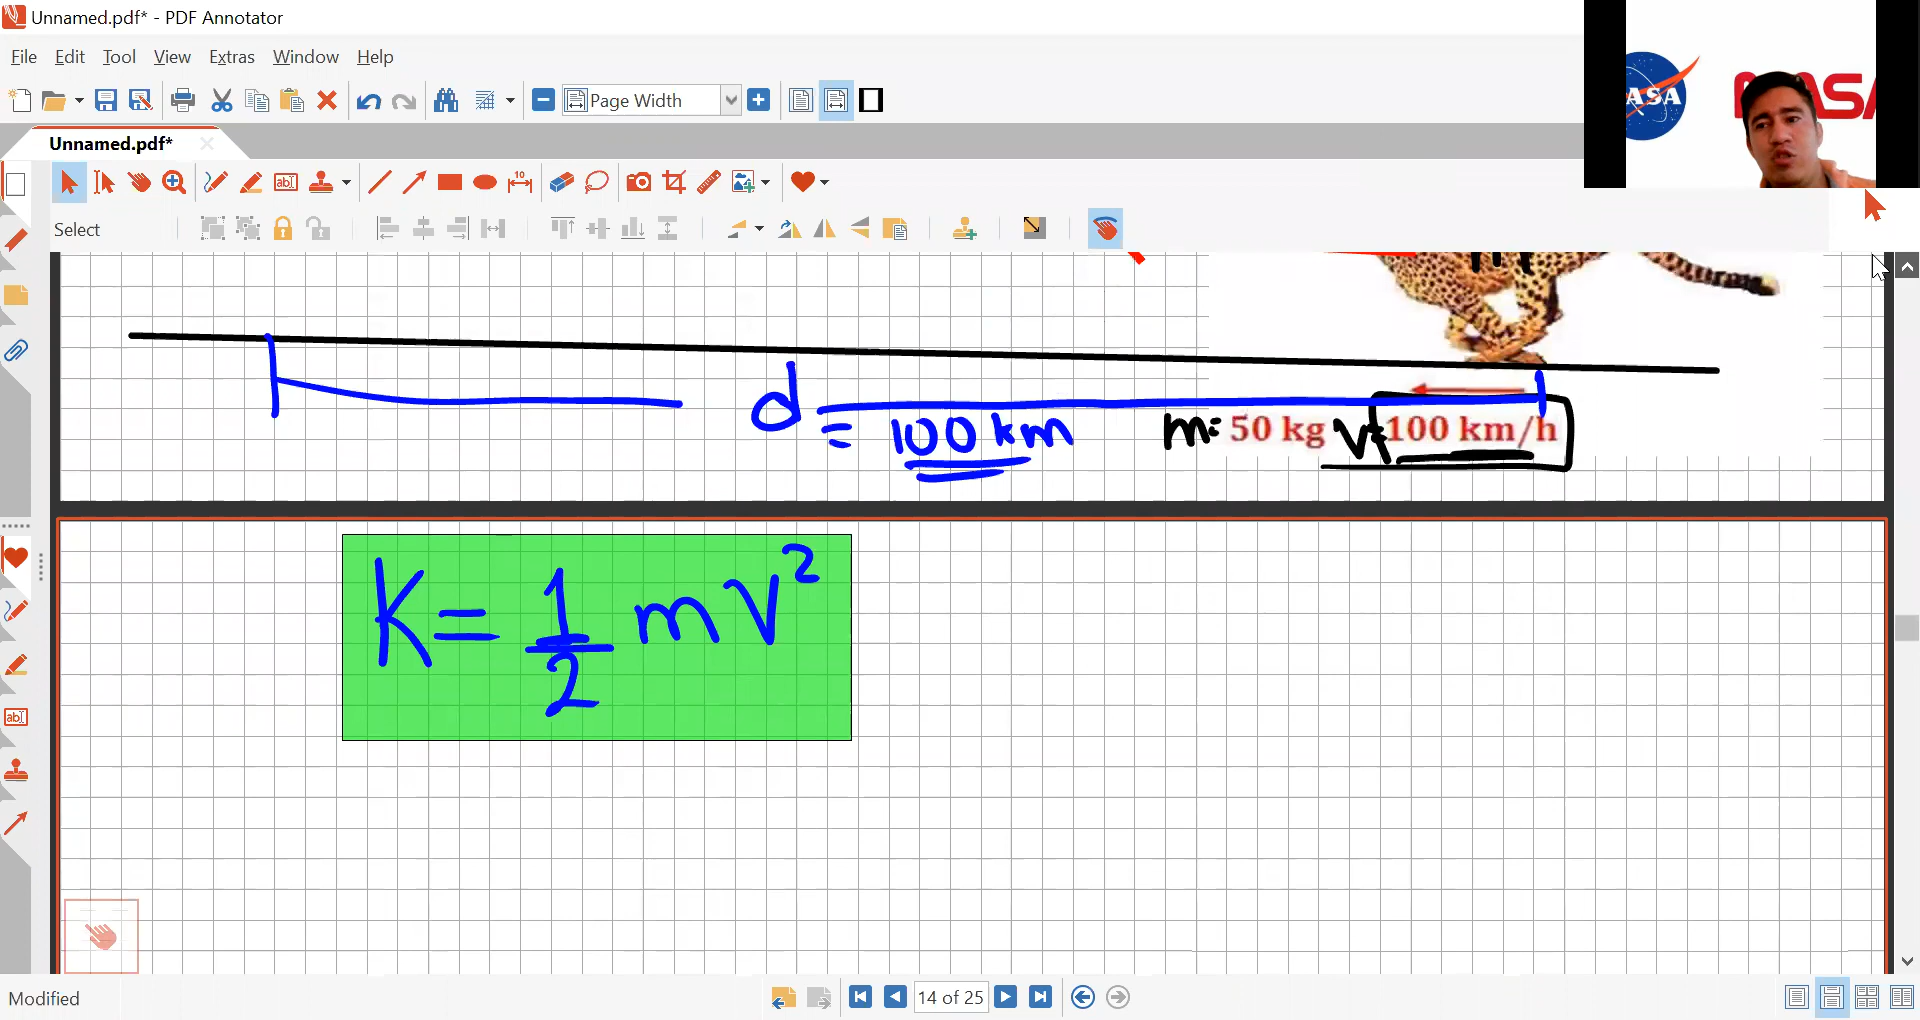 Unnamed.pdf* - PDF Annotator
File Edit Tool View Extras Window Help
Page Width
Unnamed.pdf*
Select
d
= 100 km
m: 50 kg V= 100 km/h
K = 1/2 m V²
Modified
14 of 25